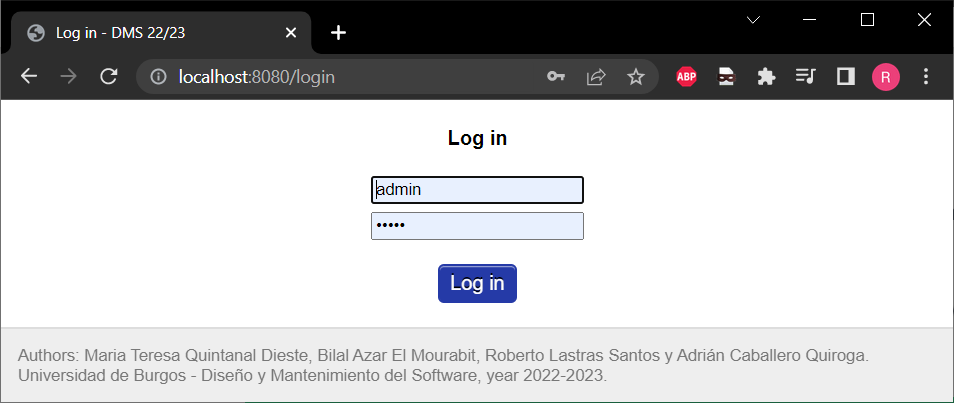 Log in - DMS 22/23
localhost:8080/login
ABP
R
Log in
admin
•••••
Log in
Authors: Maria Teresa Quintanal Dieste, Bilal Azar El Mourabit, Roberto Lastras Santos y Adrián Caballero Quiroga.
Universidad de Burgos - Diseño y Mantenimiento del Software, year 2022-2023.